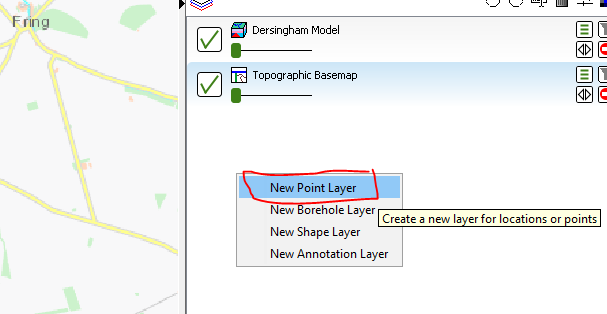 Fring
Dersingham Model
Topographic Basemap
New Point Layer
New Borehole Layer
Create a new layer for locations or points
New Shape Layer
New Annotation Layer